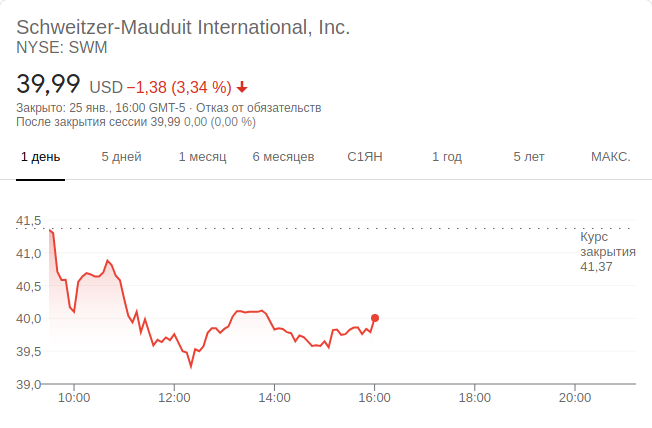 Schweitzer-Mauduit International, Inc.
NYSE: SWM
39,99 USD −1,38 (3,34 %)
Закрыто: 25 янв., 16:00 GMT-5 · Отказ от обязательств
После закрытия сессии 39,99 0,00 (0,00 %)
1 день 5 дней 1 месяц 6 месяцев С1ЯН 1 год 5 лет МАКС.
41,5
Курс
закрытия
41,37
41,0
40,5
40,0
39,5
39,0
10:00 12:00 14:00 16:00 18:00 20:00